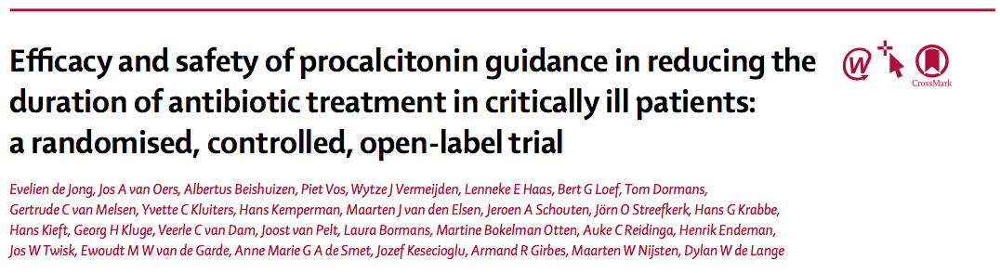 Efficacy and safety of procalcitonin guidance in reducing the
duration of antibiotic treatment in critically ill patients:
a randomised, controlled, open-label trial
W
CrossMark
Evelien de Jong, Jos A van Oers, Albertus Beishuizen, Piet Vos, Wytze J Vermeijden, Lenneke E Haas, Bert G Loef, Tom Dormans,
Gertrude C van Melsen, Yvette C Kluiters, Hans Kemperman, Maarten J van den Elsen, Jeroen A Schouten, Jörn O Streefkerk, Hans G Krabbe,
Hans Kieft, Georg H Kluge, Veerle C van Dam, Joost van Pelt, Laura Bormans, Martine Bokelman Otten, Auke C Reidinga, Henrik Endeman,
Jos W Twisk, Ewoudt M W van de Garde, Anne Marie G A de Smet, Jozef Kesecioglu, Armand R Girbes, Maarten W Nijsten, Dylan W de Lange